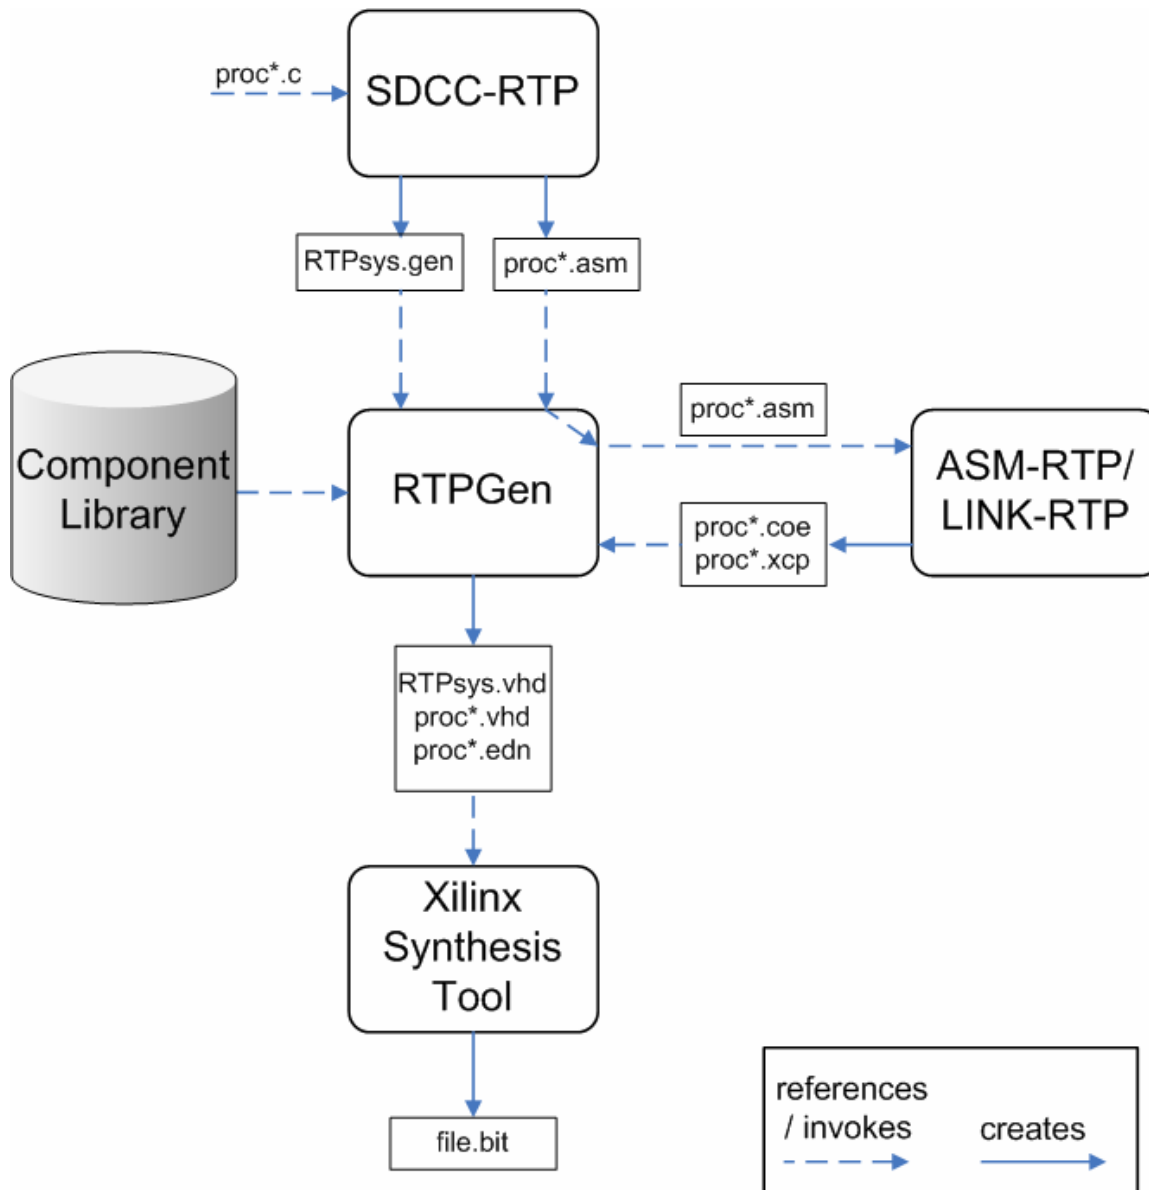 SDCC-RTP
proc*.c
RTPsys.gen
proc*.asm
Component
Library
RTPGen
proc*.asm
ASM-RTP/
LINK-RTP
proc*.coe
proc*.xcp
RTPsys.vhd
proc*.vhd
proc*.edn
Xilinx
Synthesis
Tool
file.bit
references
/ invokes
creates